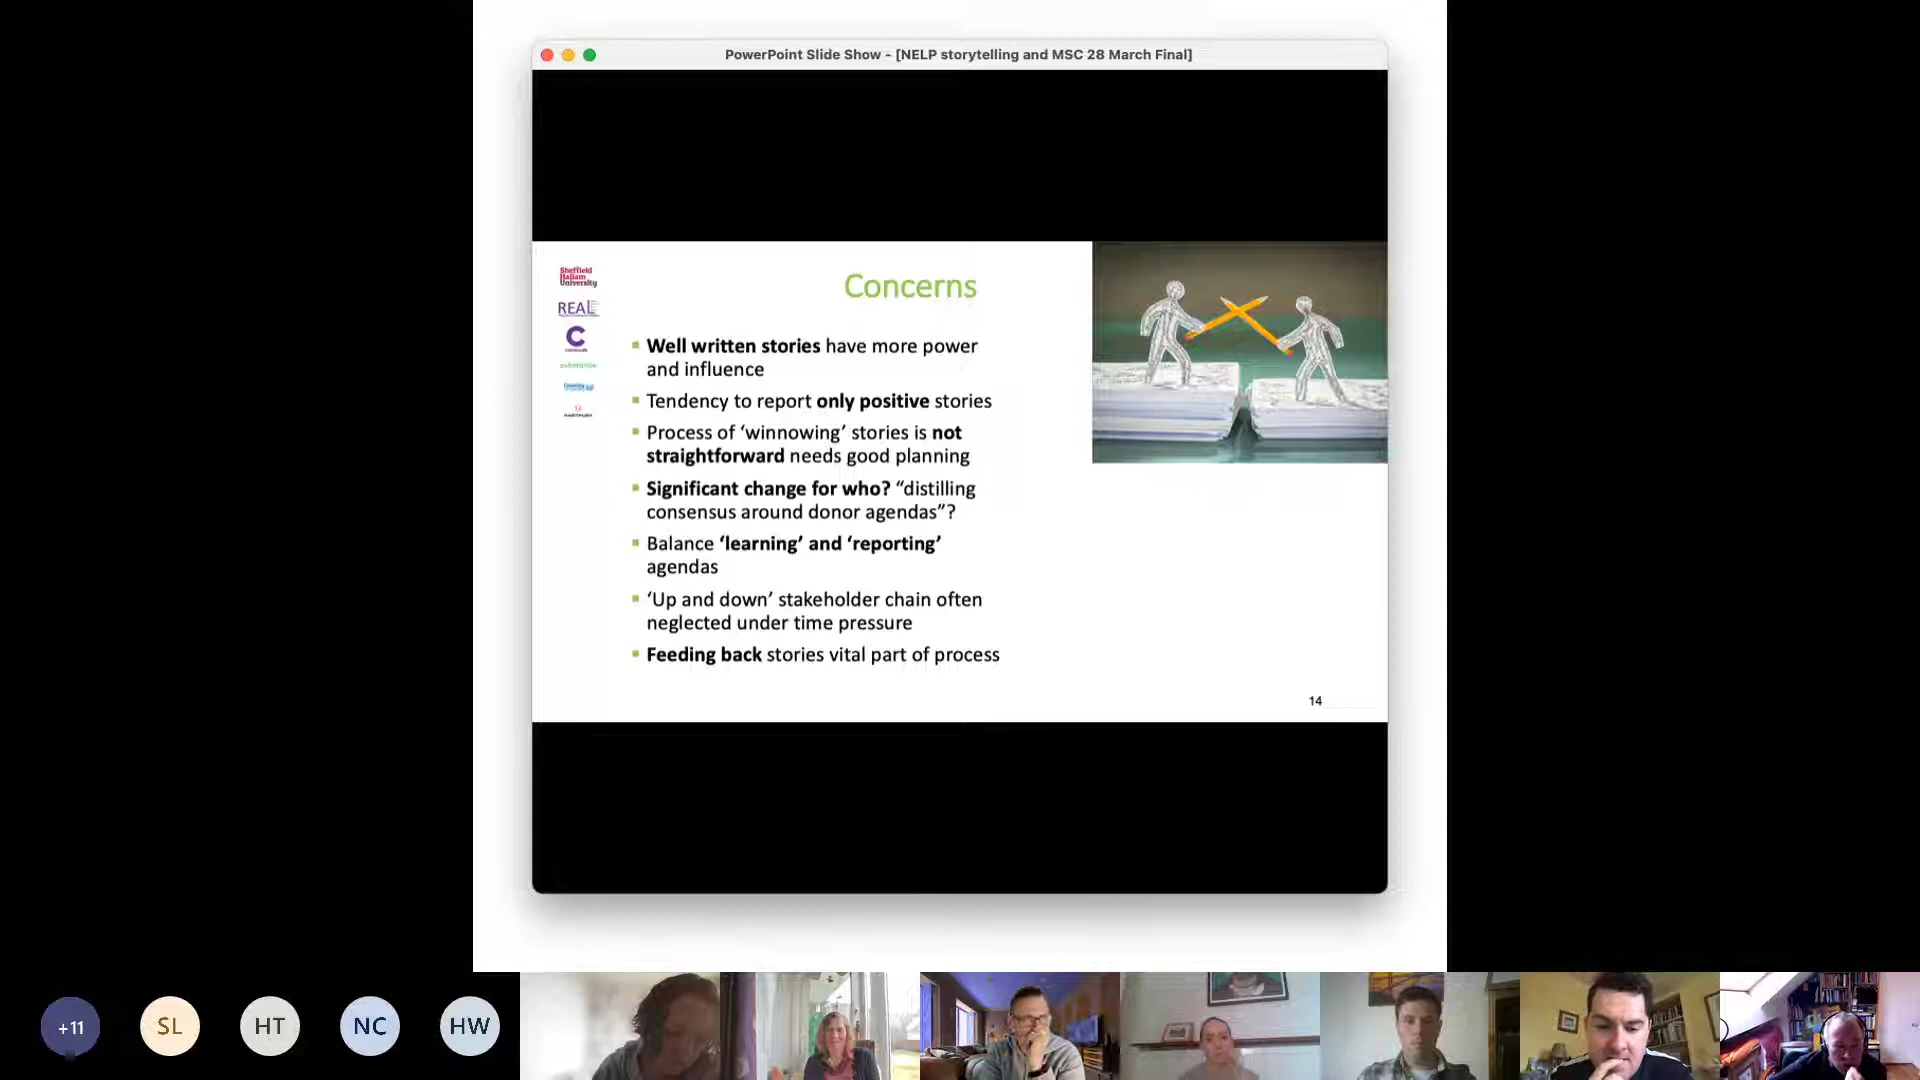 PowerPoint Slide Show - [NELP storytelling and MSC 28 March Final]
Sheffield
Hallam
University
REAL
C
Concerns
▪ Well written stories have more power
and influence
▪ Tendency to report only positive stories
▪ Process of ‘winnowing’ stories is not
straightforward needs good planning
▪ Significant change for who? “distilling
consensus around donor agendas”?
▪ Balance ‘learning’ and ‘reporting’
agendas
▪ ‘Up and down’ stakeholder chain often
neglected under time pressure
▪ Feeding back stories vital part of process
14
+11
SL
HT
NC
HW